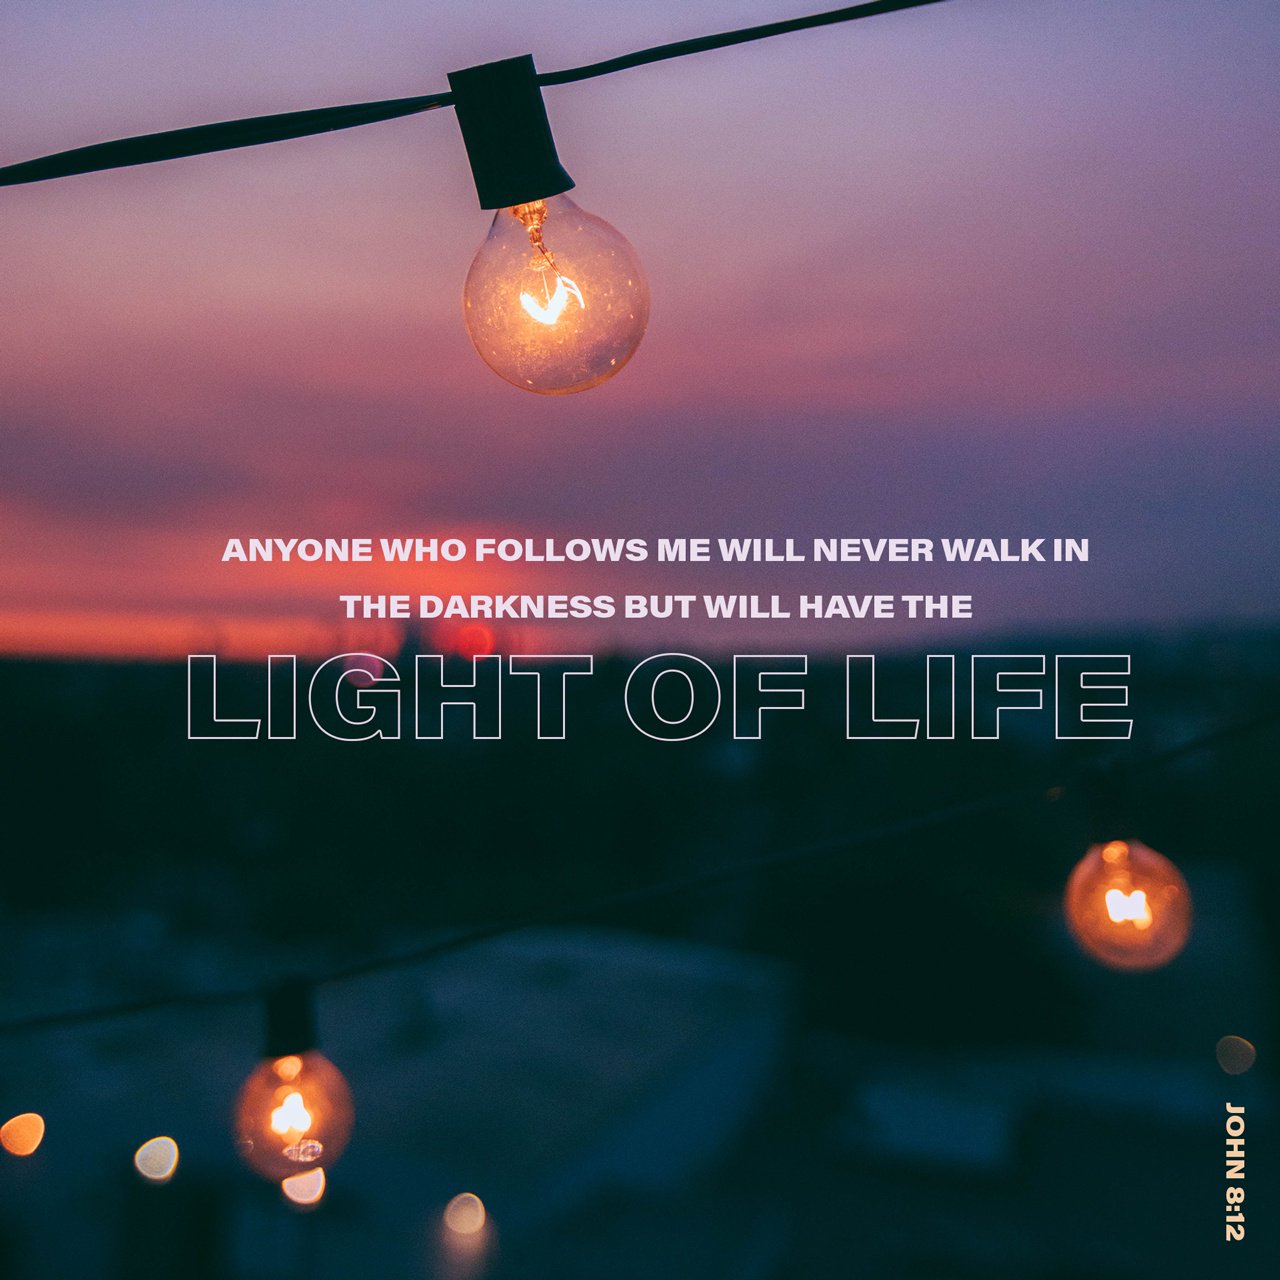 ANYONE WHO FOLLOWS ME WILL NEVER WALK IN
THE DARKNESS BUT WILL HAVE THE
LIGHT OF LIFE
JOHN 8:12